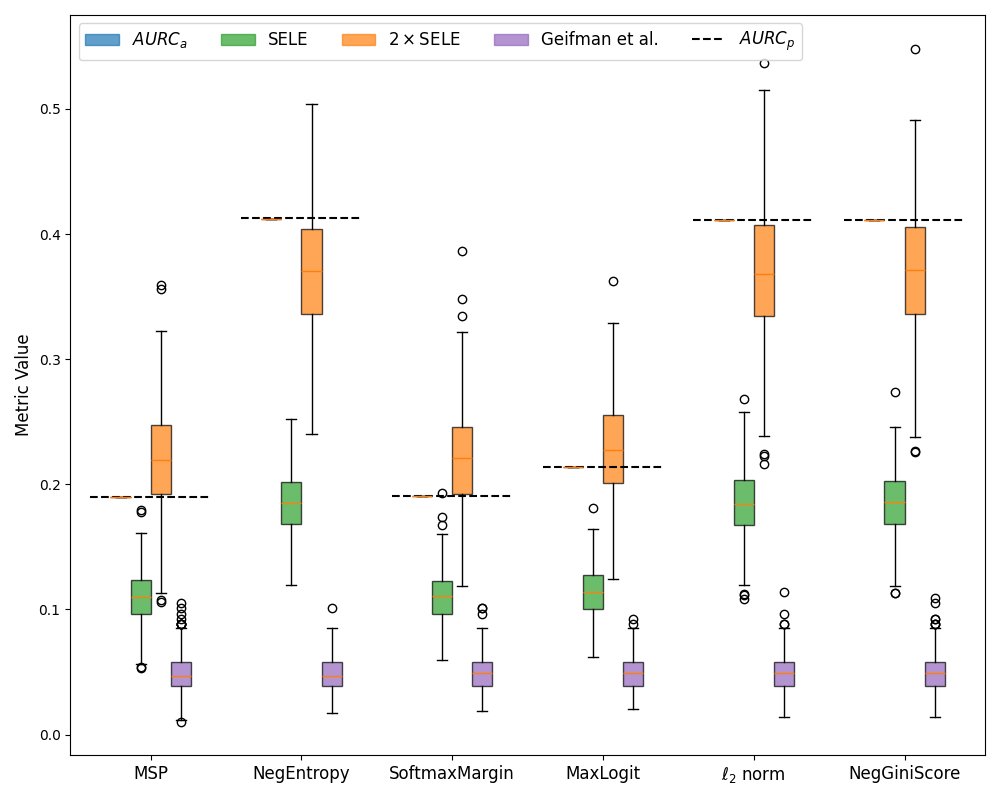 AURC_a SELE 2 × SELE Geifman et al. AURC_p
Metric Value
0.5
0.4
0.3
0.2
0.1
0.0
MSP NegEntropy SoftmaxMargin MaxLogit ℓ₂ norm NegGiniScore